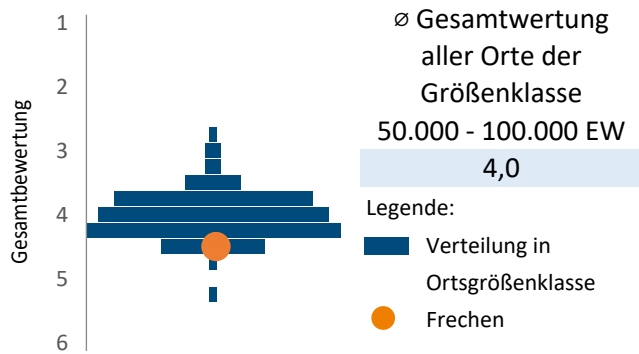 Gesamtbewertung
1
2
3
4
5
6
⌀ Gesamtwertung
aller Orte der
Größenklasse
50.000 - 100.000 EW
4,0
Legende:
Verteilung in
Ortsgrößenklasse
Frechen